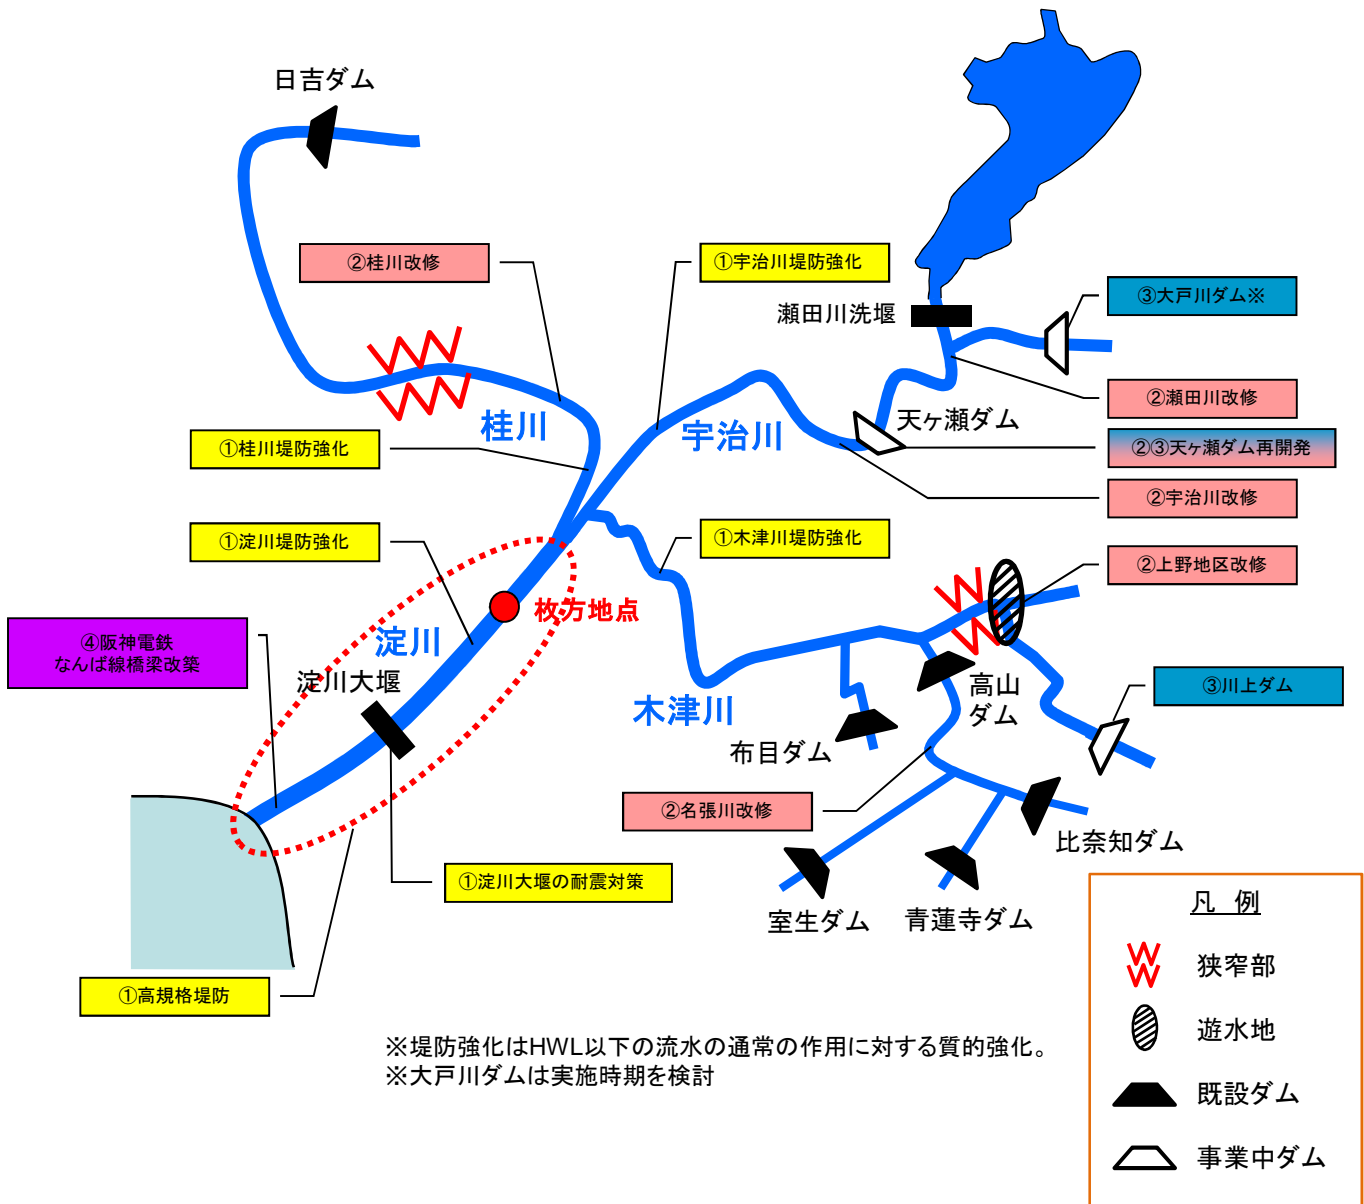 日吉ダム
②桂川改修
①宇治川堤防強化
③大戸川ダム※
瀬田川洗堰
②瀬田川改修
桂川
宇治川
天ヶ瀬ダム
①桂川堤防強化
②③天ヶ瀬ダム再開発
②宇治川改修
①淀川堤防強化
①木津川堤防強化
②上野地区改修
枚方地点
④阪神電鉄
なんば線橋梁改築
淀川
淀川大堰
木津川
高山
ダム
③川上ダム
布目ダム
②名張川改修
比奈知ダム
①淀川大堰の耐震対策
室生ダム
青蓮寺ダム
①高規格堤防
凡 例
狭窄部
遊水地
既設ダム
事業中ダム
※堤防強化はHWL以下の流水の通常の作用に対する質的強化。
※大戸川ダムは実施時期を検討